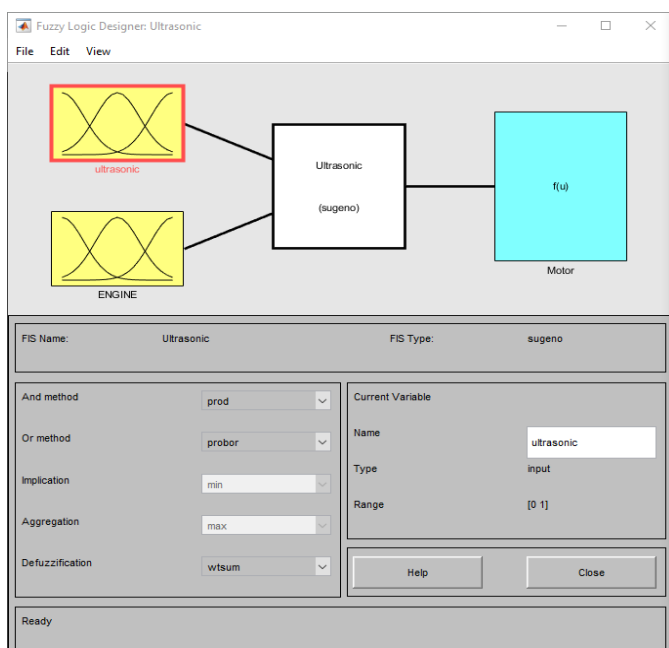 Fuzzy Logic Designer: Ultrasonic
File Edit View
ultrasonic
ENGINE
Ultrasonic
(sugeno)
f(u)
Motor
FIS Name: Ultrasonic FIS Type: sugeno
And method prod
Or method probor
Implication min
Aggregation max
Defuzzification wtsum
Current Variable
Name ultrasonic
Type input
Range [0 1]
Help Close
Ready